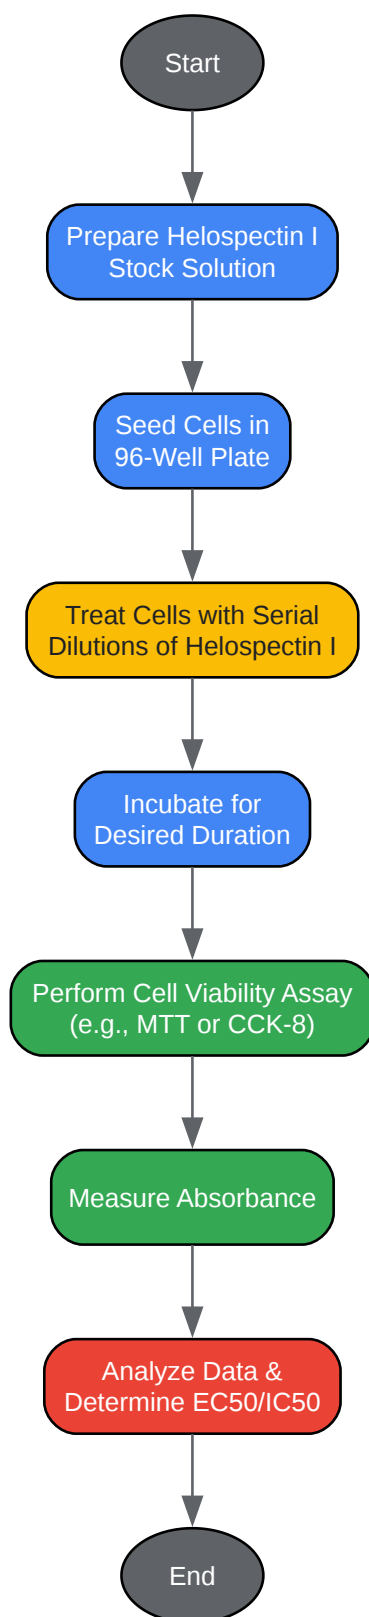 Start
Prepare Helospectin I
Stock Solution
Seed Cells in
96-Well Plate
Treat Cells with Serial
Dilutions of Helospectin I
Incubate for
Desired Duration
Perform Cell Viability Assay
(e.g., MTT or CCK-8)
Measure Absorbance
Analyze Data &
Determine EC50/IC50
End